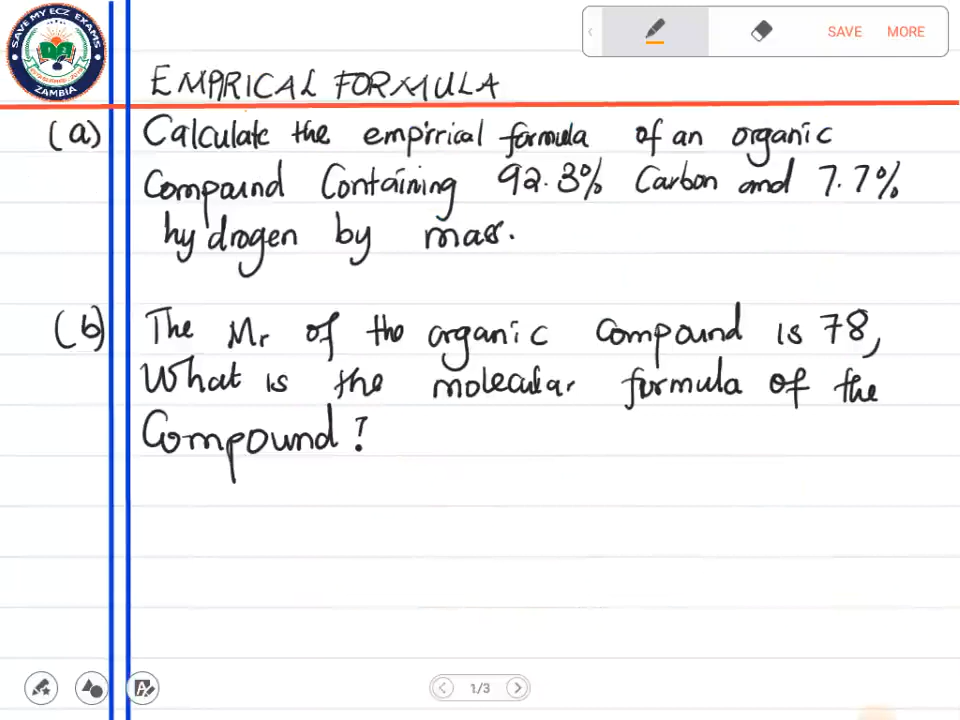 SAVE MY ECZ EXAMS
ZAMBIA
SAVE MORE
EMPIRICAL FORMULA
(a) Calculate the empirrical formula of an organic
Compound Containing 92.3% Carbon and 7.7%
hydrogen by mass.
(b) The Mr of the organic compound is 78,
What is the molecular formula of the
Compound?
1/3